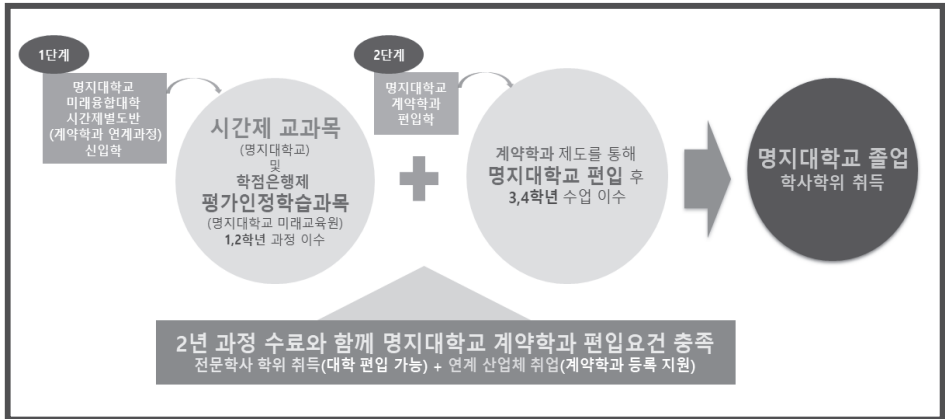 1단계
명지대학교
미래융합대학
시간제별도반
(계약학과 연계과정)
신입학
시간제 교과목
(명지대학교)
및
학점은행제
평가인정학습과목
(명지대학교 미래교육원)
1,2학년 과정 이수
2단계
명지대학교
계약학과
편입학
계약학과 제도를 통해
명지대학교 편입 후
3,4학년 수업 이수
명지대학교 졸업
학사학위 취득
2년 과정 수료와 함께 명지대학교 계약학과 편입요건 충족
전문학사 학위 취득(대학 편입 가능) + 연계 산업체 취업(계약학과 등록 지원)